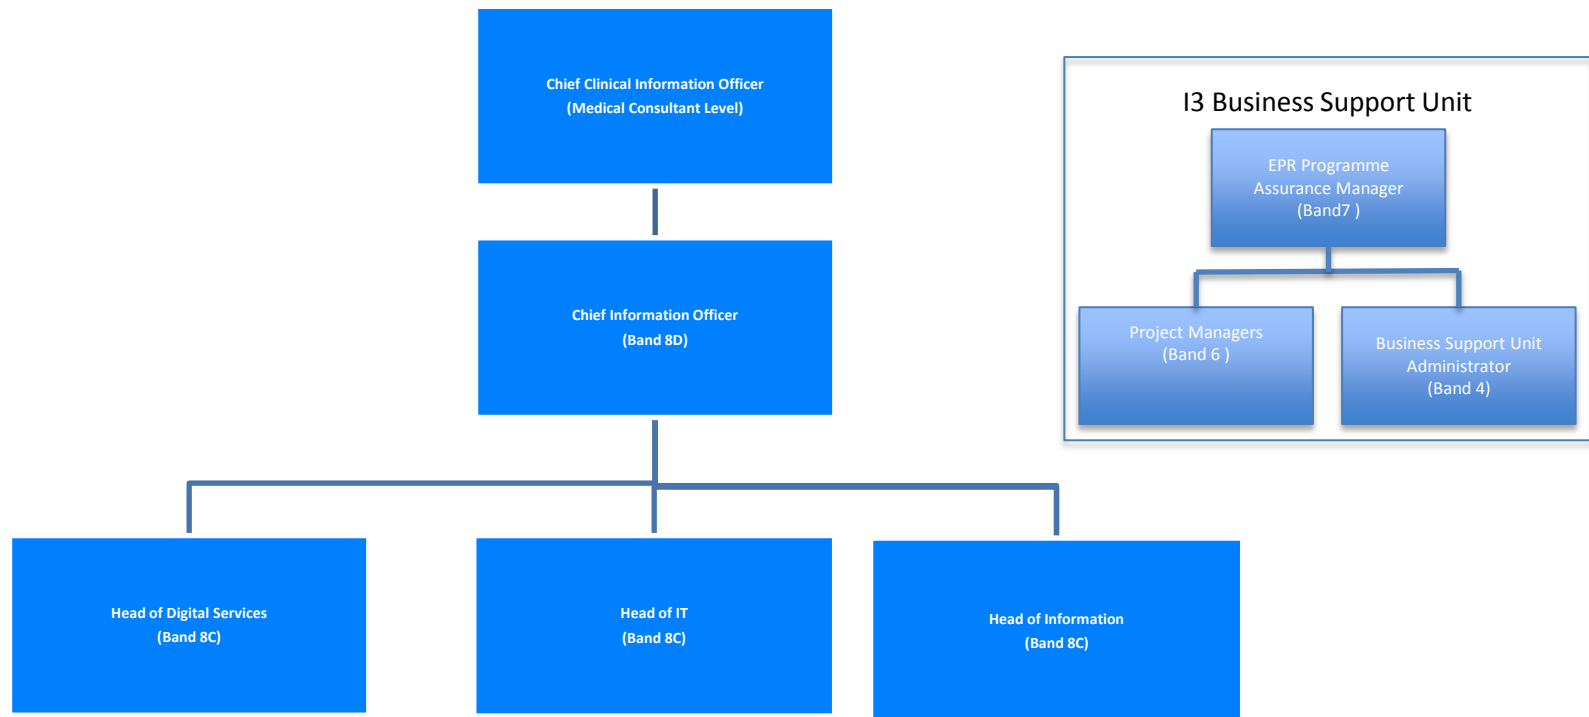 Chief Clinical Information Officer
(Medical Consultant Level)
I3 Business Support Unit
EPR Programme
Assurance Manager
(Band7 )
Chief Information Officer
(Band 8D)
Project Managers
(Band 6 )
Business Support Unit
Administrator
(Band 4)
Head of Digital Services
(Band 8C)
Head of IT
(Band 8C)
Head of Information
(Band 8C)